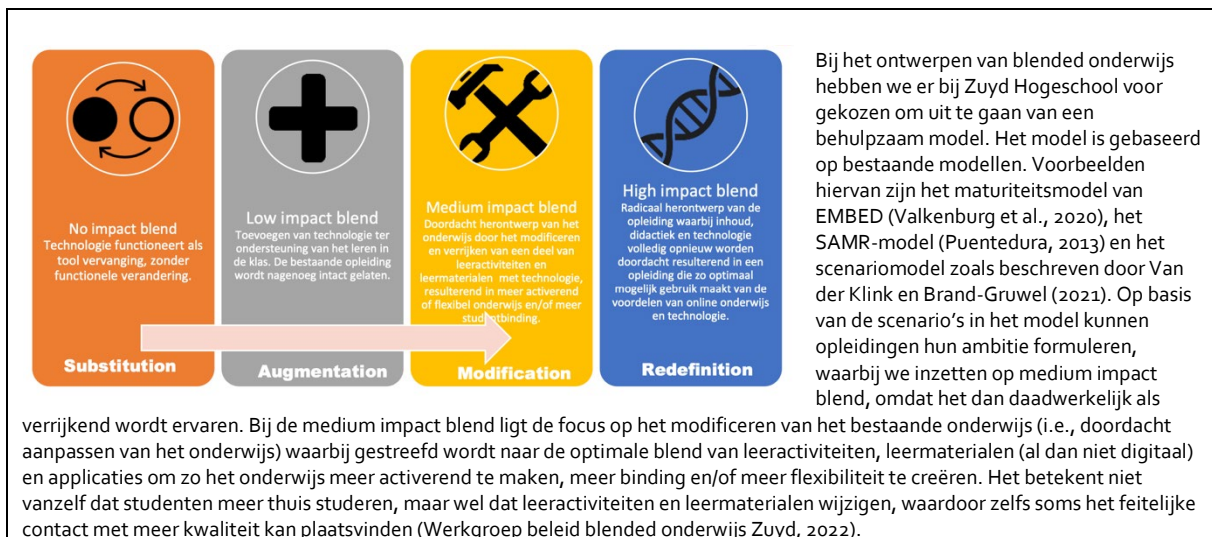 No impact blend
Technologie functioneert als
tool vervanging, zonder
functionele verandering.
Substitution
Low impact blend
Toevoegen van technologie ter
ondersteuning van het leren in
de klas. De bestaande opleiding
wordt nagenoeg intact gelaten.
Augmentation
Medium impact blend
Doordacht herontwerp van het
onderwijs door het modificeren
en verrijken van een deel van
leeractiviteiten en
leermaterialen met technologie,
resulterend in meer activerend
of flexibel onderwijs en/of meer
studentbinding.
Modification
High impact blend
Radicaal herontwerp van de
opleiding waarbij inhoud,
didactiek en technologie
volledig opnieuw worden
doordacht resulterend in een
opleiding die zo optimaal
mogelijk gebruik maakt van de
voordelen van online onderwijs
en technologie.
Redefinition
Bij het ontwerpen van blended onderwijs
hebben we er bij Zuyd Hogeschool voor
gekozen om uit te gaan van een
behulpzaam model. Het model is gebaseerd
op bestaande modellen. Voorbeelden
hiervan zijn het maturiteitsmodel van
EMBED (Valkenburg et al., 2020), het
SAMR-model (Puentedura, 2013) en het
scenariomodel zoals beschreven door Van
der Klink en Brand-Gruwel (2021). Op basis
van de scenario's in het model kunnen
opleidingen hun ambitie formuleren,
waarbij we inzetten op medium impact
blend, omdat het dan daadwerkelijk als
verrijkend wordt ervaren. Bij de medium impact blend ligt de focus op het modificeren van het bestaande onderwijs (i.e., doordacht
aanpassen van het onderwijs) waarbij gestreefd wordt naar de optimale blend van leeractiviteiten, leermaterialen (al dan niet digitaal)
en applicaties om zo het onderwijs meer activerend te maken, meer binding en/of meer flexibiliteit te creëren. Het betekent niet
vanzelf dat studenten meer thuis studeren, maar wel dat leeractiviteiten en leermaterialen wijzigen, waardoor zelfs soms het feitelijke
contact met meer kwaliteit kan plaatsvinden (Werkgroep beleid blended onderwijs Zuyd, 2022).